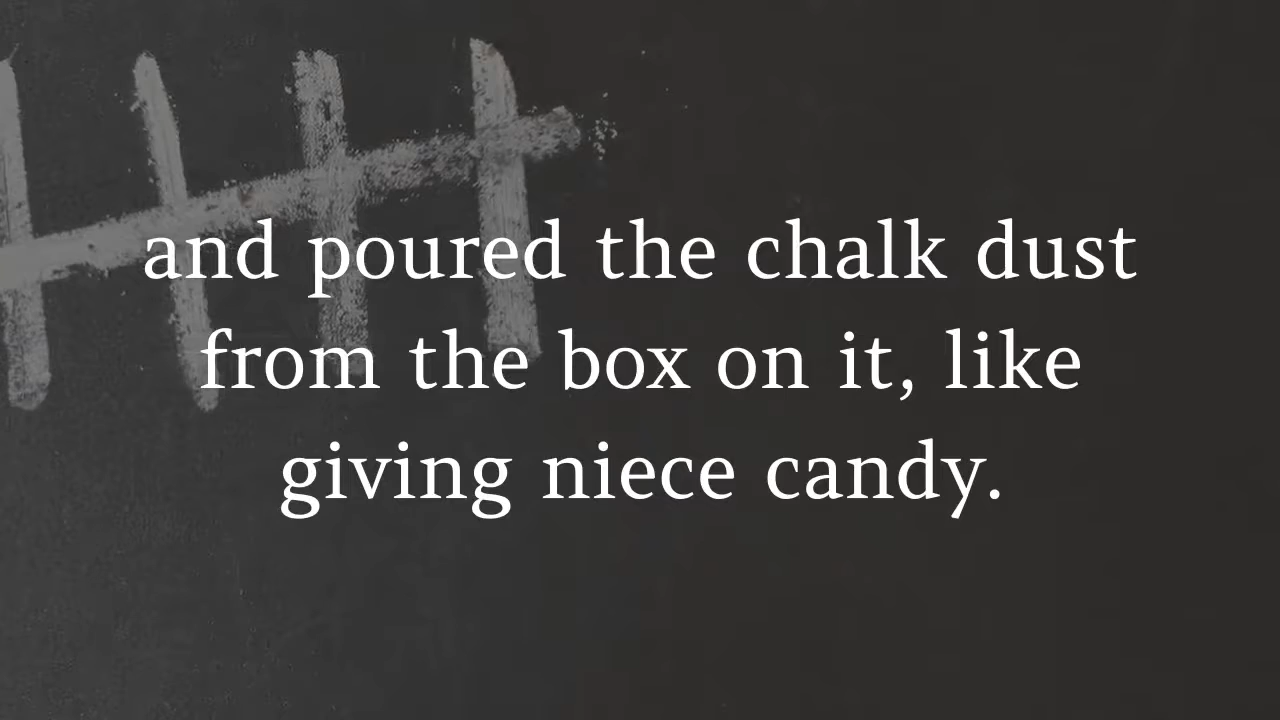 and poured the chalk dust
from the box on it, like
giving niece candy.